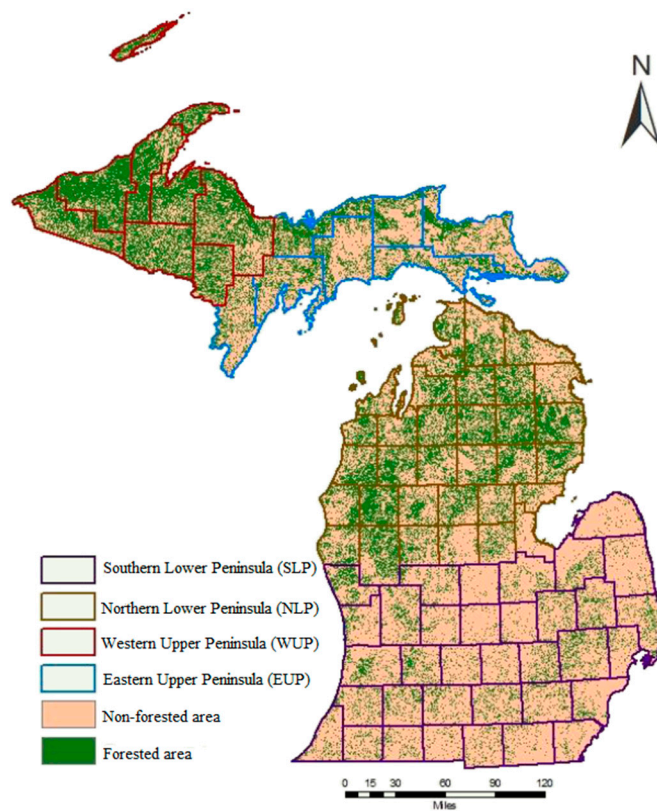 N
Southern Lower Peninsula (SLP)
Northern Lower Peninsula (NLP)
Western Upper Peninsula (WUP)
Eastern Upper Peninsula (EUP)
Non-forested area
Forested area
0 15 30 60 90 120
Miles